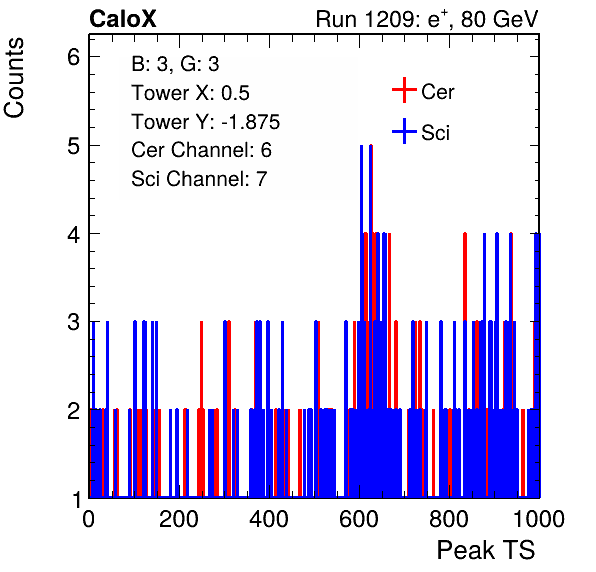 CaloX
Run 1209: e+, 80 GeV
Counts
B: 3, G: 3
Tower X: 0.5
Tower Y: -1.875
Cer Channel: 6
Sci Channel: 7
Cer
Sci
6
5
4
3
2
1
0 200 400 600 800 1000
Peak TS